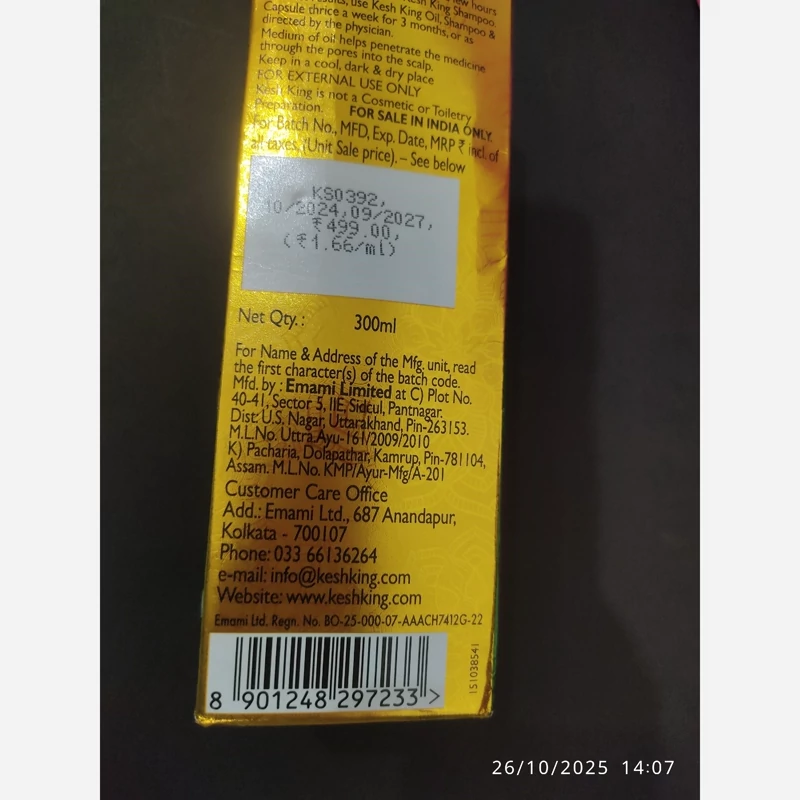 results, use Kesh King Oil, Shampoo &
Capsule thrice a week for 3 months, or as
directed by the physician.
Medium of oil helps penetrate the medicine
through the pores into the scalp.
Keep in a cool, dark & dry place
FOR EXTERNAL USE ONLY
Kesh King is not a Cosmetic or Toiletry
Preparation. FOR SALE IN INDIA ONLY.
For Batch No., MFD, Exp. Date, MRP ₹ incl. of
all taxes, (Unit Sale price). – See below
KS0392,
10/2024,09/2027,
₹499.00,
(₹1.66/ml)
Net Qty.: 300ml
For Name & Address of the Mfg. unit, read
the first character(s) of the batch code.
Mfd. by : Emami Limited at C) Plot No.
40-41, Sector 5, IIE, Sidcul, Pantnagar.
Dist: U.S. Nagar, Uttarakhand, Pin-263153.
M.L.No. Uttra.Ayu-161/2009/2010
K) Pacharia, Dolapathar, Kamrup, Pin-781104,
Assam. M.L.No. KMP/Ayur-Mfg/A-201
Customer Care Office
Add.: Emami Ltd., 687 Anandapur,
Kolkata - 700107
Phone: 033 66136264
e-mail: info@keshking.com
Website: www.keshking.com
Emami Ltd. Regn. No. BO-25-000-07-AAACH7412G-22
8 901248 297233 >
151038541
26/10/2025 14:07